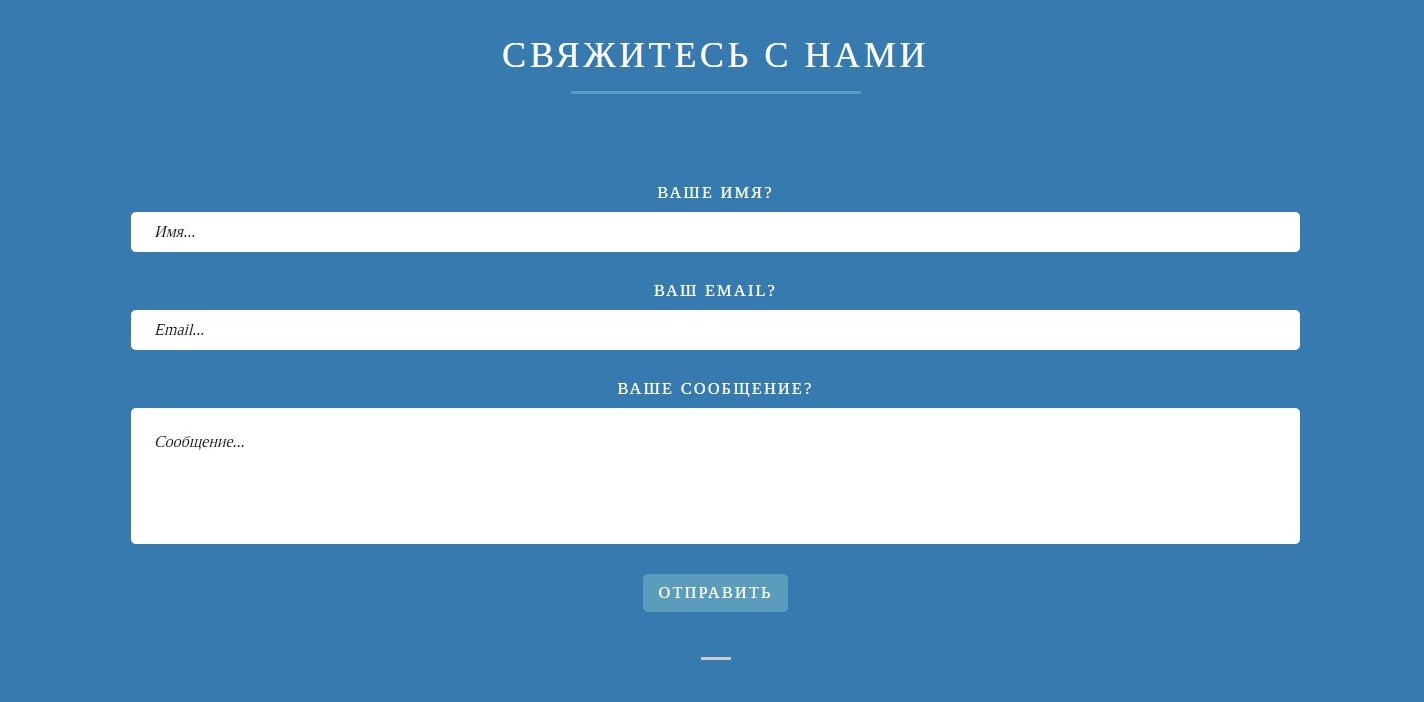 СВЯЖИТЕСЬ С НАМИ
ВАШЕ ИМЯ?
Имя...
ВАШ EMAIL?
Email...
ВАШЕ СООБЩЕНИЕ?
Сообщение...
ОТПРАВИТЬ